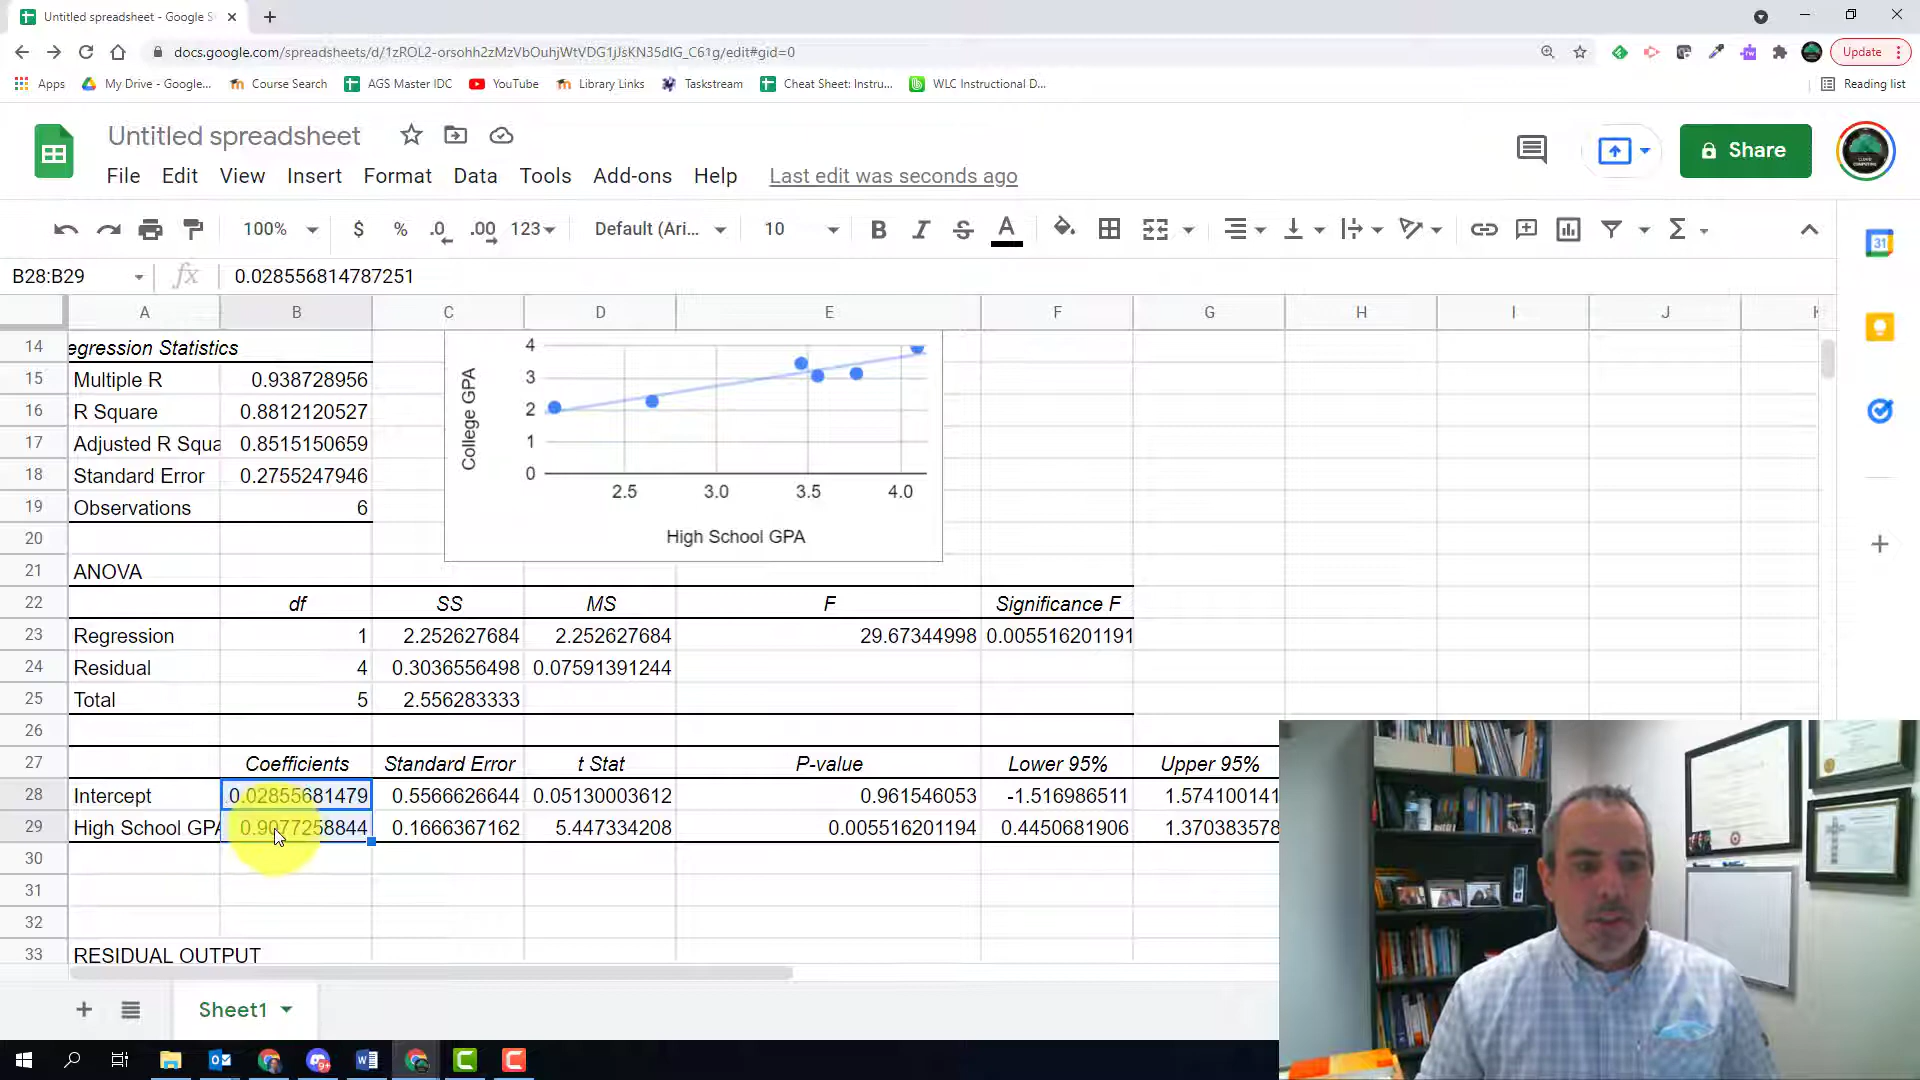 Untitled spreadsheet - Google S
docs.google.com/spreadsheets/d/1zROL2-orsohh2zMzVbOuhjWtVDG1jJsKN35dIG_C61g/edit#gid=0
Update
Apps My Drive - Google... Course Search AGS Master IDC YouTube Library Links Taskstream Cheat Sheet: Instru... WLC Instructional D... Reading list
Untitled spreadsheet
Share
File Edit View Insert Format Data Tools Add-ons Help Last edit was seconds ago
100% $ % .0 .00 123 Default (Ari... 10 B I S A
31
B28:B29 fx 0.028556814787251
A B C D E F G H I J K
14 egression Statistics
15 Multiple R 0.938728956
16 R Square 0.8812120527
17 Adjusted R Squa 0.8515150659
18 Standard Error 0.2755247946
19 Observations 6
20
4
3
2
1
0
College GPA
2.5 3.0 3.5 4.0
High School GPA
21 ANOVA
22 df SS MS F Significance F
23 Regression 1 2.252627684 2.252627684 29.67344998 0.005516201191
24 Residual 4 0.3036556498 0.07591391244
25 Total 5 2.556283333
26
27 Coefficients Standard Error t Stat P-value Lower 95% Upper 95%
28 Intercept 0.02855681479 0.5566626644 0.05130003612 0.961546053 -1.516986511 1.574100141
29 High School GPA 0.9077258844 0.1666367162 5.447334208 0.005516201194 0.4450681906 1.370383578
30
31
32
33 RESIDUAL OUTPUT
Sheet1